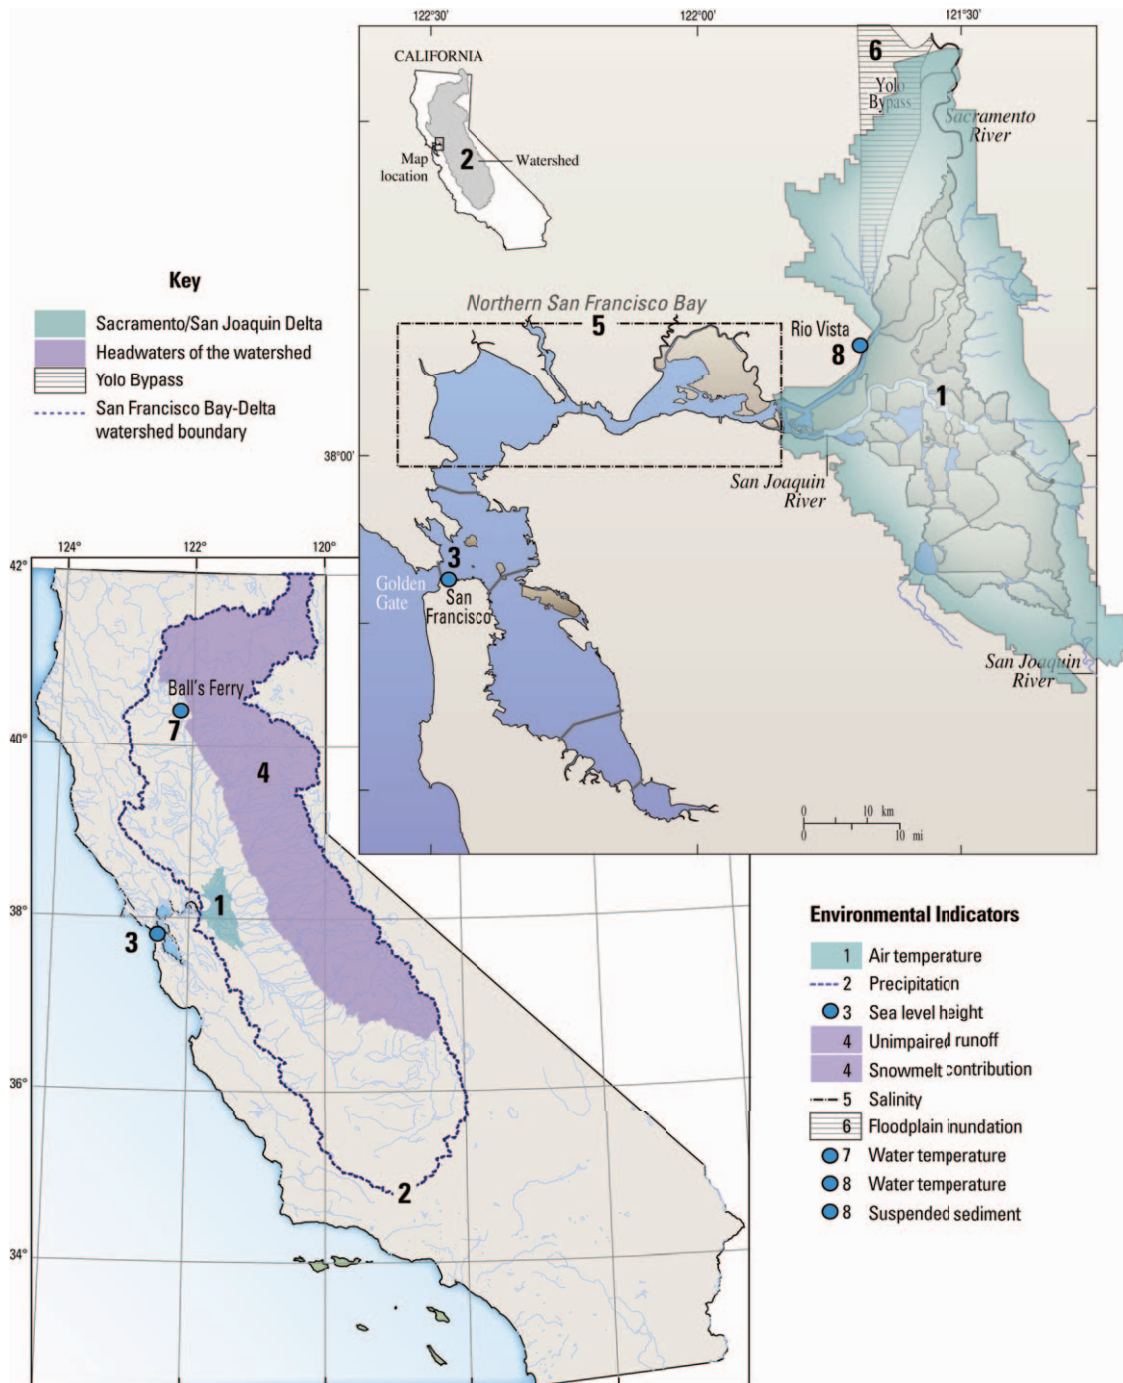 122°30'
122°00'
121°30'
CALIFORNIA
2
Watershed
Map
location
6
Yolo
Bypass
Sacramento
River
Key
Sacramento/San Joaquin Delta
Headwaters of the watershed
Yolo Bypass
San Francisco Bay-Delta
watershed boundary
Northern San Francisco Bay
5
Rio Vista
8
1
38°00'
San Joaquin
River
3
Golden
Gate
San
Francisco
San Joaquin
River
0 10 km
0 10 mi
124°
122°
120°
42°
Ball's Ferry
7
40°
4
1
38°
3
36°
2
34°
Environmental Indicators
1 Air temperature
2 Precipitation
3 Sea level height
4 Unimpaired runoff
4 Snowmelt contribution
5 Salinity
6 Floodplain inundation
7 Water temperature
8 Water temperature
8 Suspended sediment